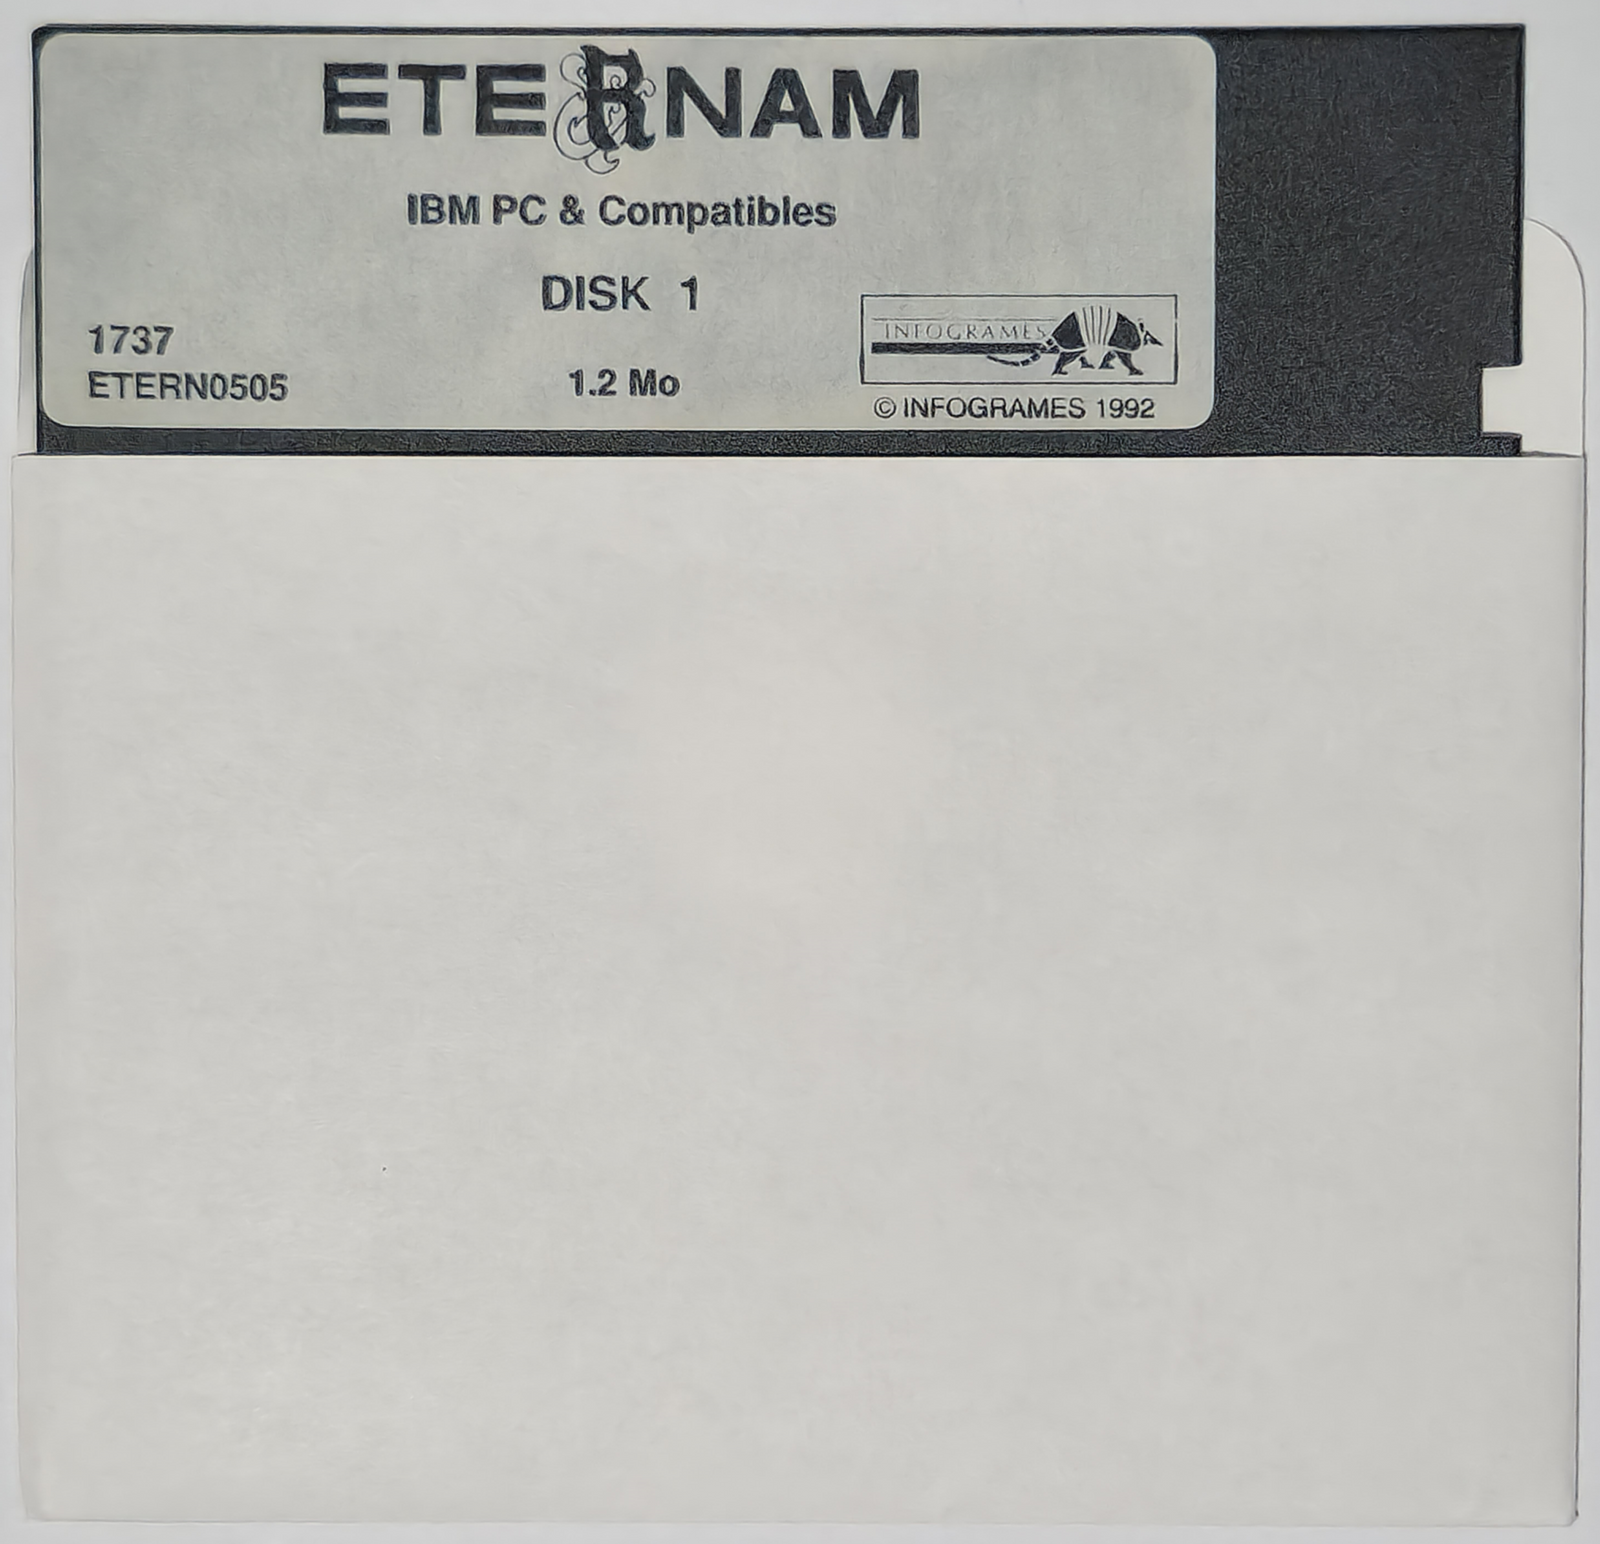 ETERNAM
IBM PC & Compatibles
DISK 1
1737
ETERN0505
1.2 Mo
INFOGRAMES
© INFOGRAMES 1992